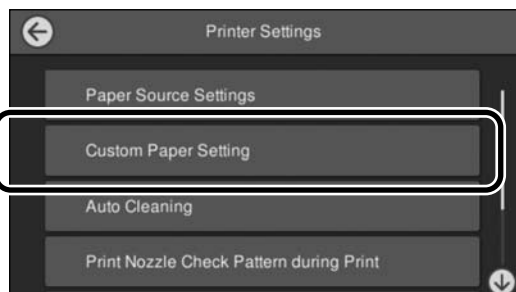 Printer Settings
Paper Source Settings
Custom Paper Setting
Auto Cleaning
Print Nozzle Check Pattern during Print